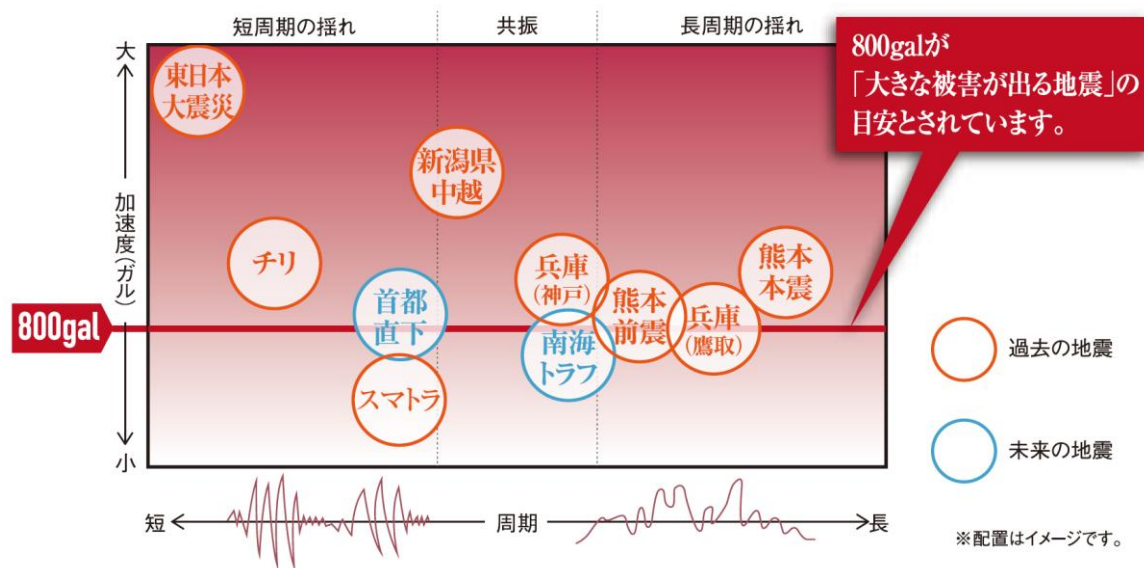 短周期の揺れ
共振
長周期の揺れ
800galが
「大きな被害が出る地震」の
目安とされています。
大
加速度(ガル)
小
800gal
東日本
大震災
新潟県
中越
チリ
首都
直下
スマトラ
兵庫
(神戸)
南海
トラフ
熊本
前震
兵庫
(鷹取)
熊本
本震
過去の地震
未来の地震
短
周期
長
※配置はイメージです。